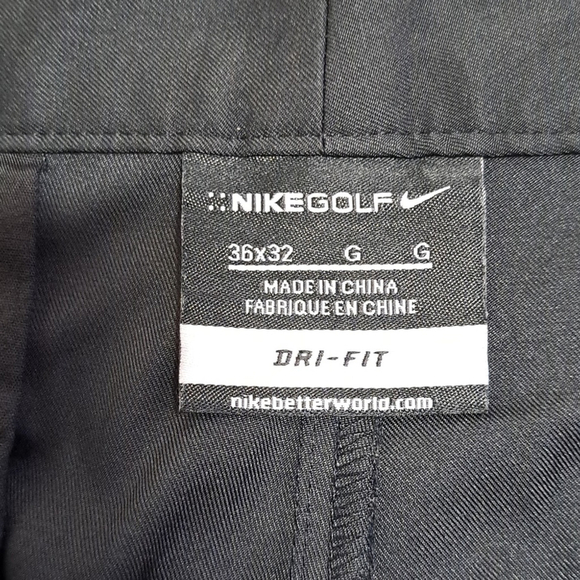 NIKEGOLF
36x32 G G
MADE IN CHINA
FABRIQUE EN CHINE
DRI-FIT
nikebetterworld.com